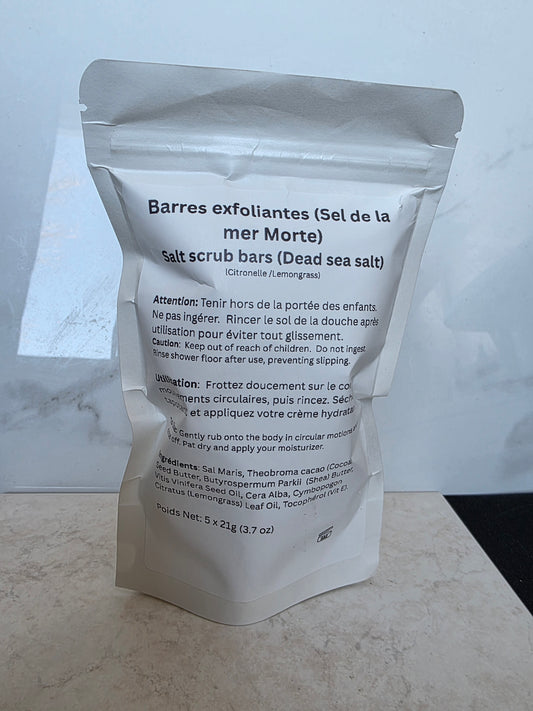 Barres exfoliantes (Sel de la
mer Morte)
Salt scrub bars (Dead sea salt)
(Citronelle /Lemongrass)
Attention: Tenir hors de la portée des enfants.
Ne pas ingérer. Rincer le sol de la douche après
utilisation pour éviter tout glissement.
Caution: Keep out of reach of children. Do not ingest.
Rinse shower floor after use, preventing slipping.
Utilisation: Frottez doucement sur le
mouvements circulaires, puis rincez.
et appliquez votre crème
Gently rub onto the body in circular motions
off. Pat dry and apply your moisturizer.
Ingrédients: Sal Maris, Theobroma cacao (Cocoa)
Seed Butter, Butyrospermum Parkii (Shea) Butter,
Vitis Vinifera Seed Oil, Cera Alba, Cymbopogon
Citratus (Lemongrass) Leaf Oil, Tocophérol (Vit E).
Poids Net: 5 x 21g (3.7 oz)